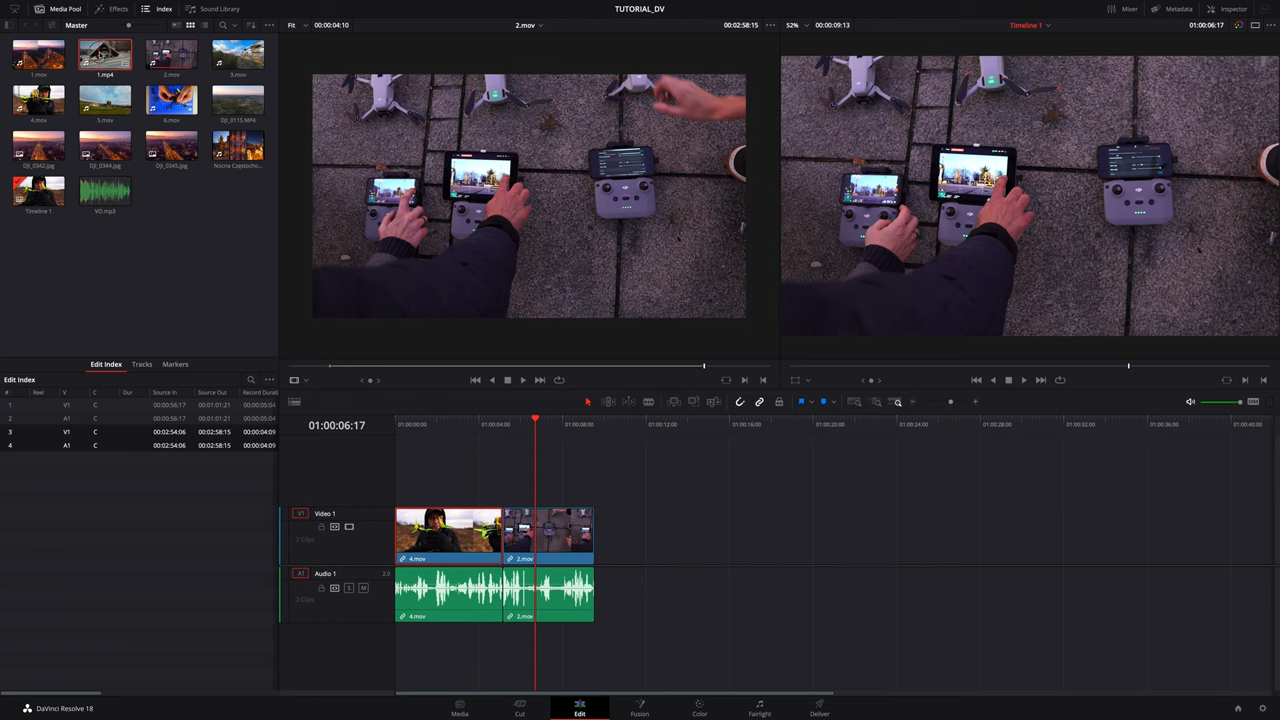 Media Pool Effects Index Sound Library TUTORIAL_DV Mixer Metadata Inspector
Master Fit 00:00:04:10 2.mov 00:02:58:15 52% 00:00:09:13 Timeline 1 01:00:06:17
1.mov 1.mp4 2.mov 3.mov
4.mov 5.mov 6.mov DJI_0115.MP4
DJI_0342.jpg DJI_0344.jpg DJI_0345.jpg Nocna Częstocho...
Timeline 1 VO.mp3
Edit Index Tracks Markers
Edit Index
# Reel V C Dur Source In Source Out Record Durati
1 V1 C 00:00:56:17 00:01:01:21 00:00:05:04
2 A1 C 00:00:56:17 00:01:01:21 00:00:05:04
3 V1 C 00:02:54:06 00:02:58:15 00:00:04:09
4 A1 C 00:02:54:06 00:02:58:15 00:00:04:09
01:00:06:17
01:00:00:00 01:00:04:00 01:00:08:00 01:00:12:00 01:00:16:00 01:00:20:00 01:00:24:00 01:00:28:00 01:00:32:00 01:00:36:00 01:00:40:00
V1 Video 1
2 Clips
4.mov 2.mov
A1 Audio 1 2.0
S M
2 Clips
4.mov 2.mov
DaVinci Resolve 18
Media Cut Edit Fusion Color Fairlight Deliver